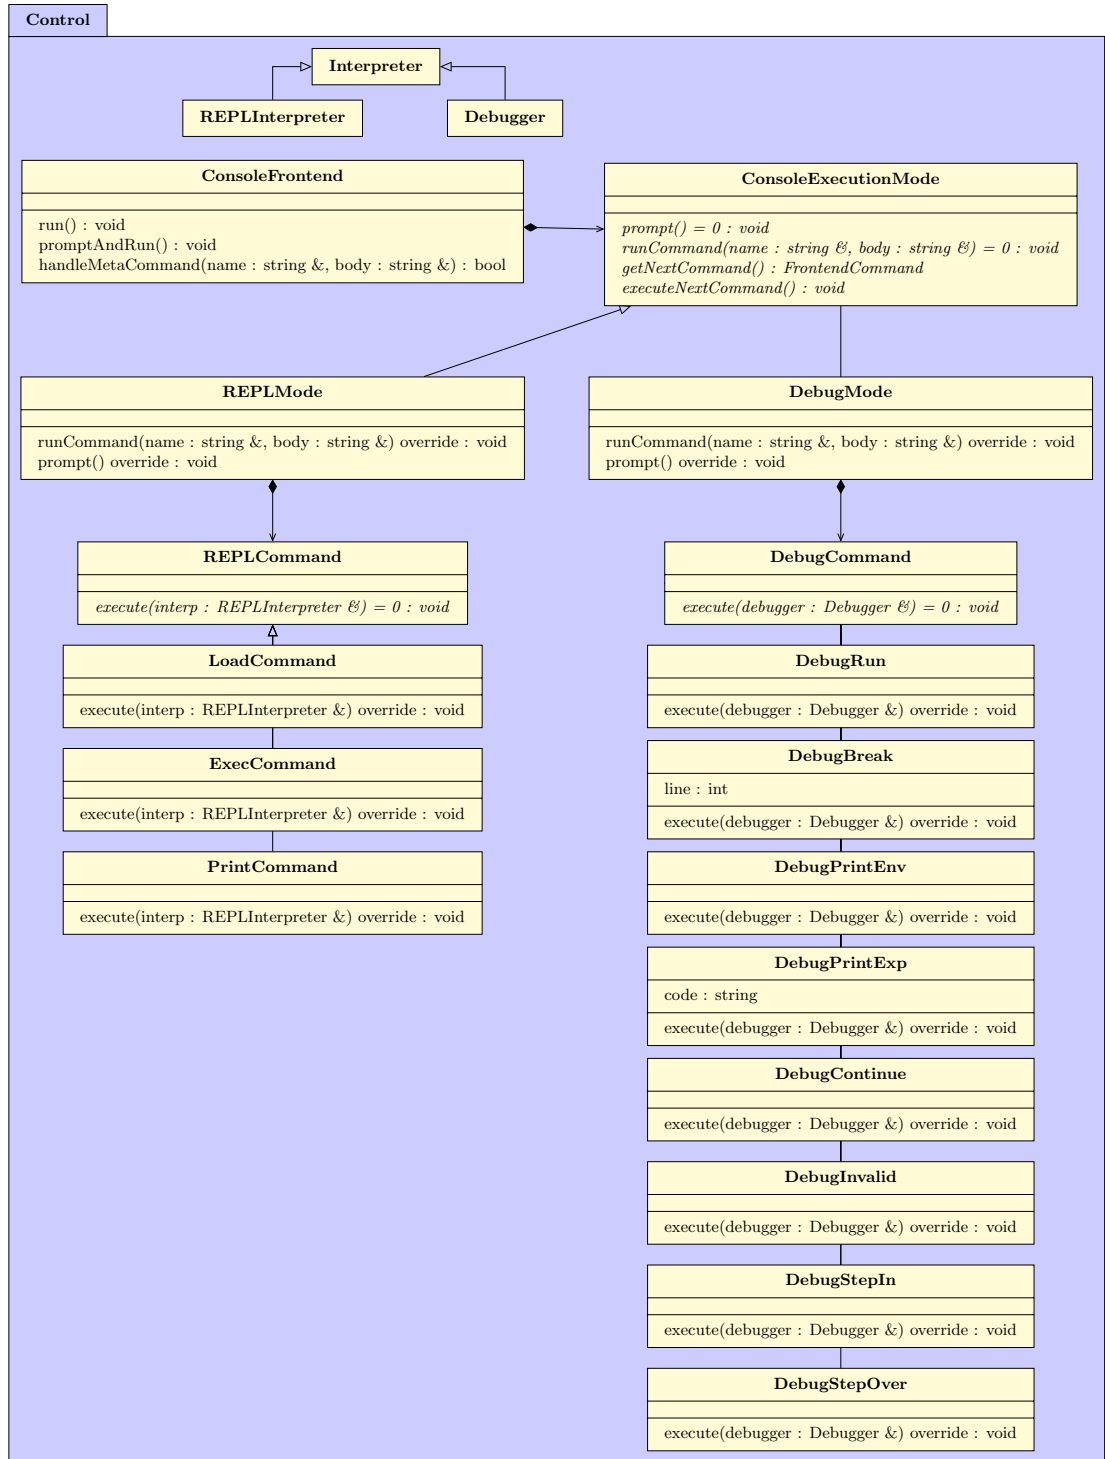 Control
Interpreter
REPLInterpreter
Debugger
ConsoleFrontend
run() : void
promptAndRun() : void
handleMetaCommand(name : string &, body : string &) : bool
ConsoleExecutionMode
prompt() = 0 : void
runCommand(name : string &, body : string &) = 0 : void
getNextCommand() : FrontendCommand
executeNextCommand() : void
REPLMode
runCommand(name : string &, body : string &) override : void
prompt() override : void
DebugMode
runCommand(name : string &, body : string &) override : void
prompt() override : void
REPLCommand
execute(interp : REPLInterpreter &) = 0 : void
LoadCommand
execute(interp : REPLInterpreter &) override : void
ExecCommand
execute(interp : REPLInterpreter &) override : void
PrintCommand
execute(interp : REPLInterpreter &) override : void
DebugCommand
execute(debugger : Debugger &) = 0 : void
DebugRun
execute(debugger : Debugger &) override : void
DebugBreak
line : int
execute(debugger : Debugger &) override : void
DebugPrintEnv
execute(debugger : Debugger &) override : void
DebugPrintExp
code : string
execute(debugger : Debugger &) override : void
DebugContinue
execute(debugger : Debugger &) override : void
DebugInvalid
execute(debugger : Debugger &) override : void
DebugStepIn
execute(debugger : Debugger &) override : void
DebugStepOver
execute(debugger : Debugger &) override : void